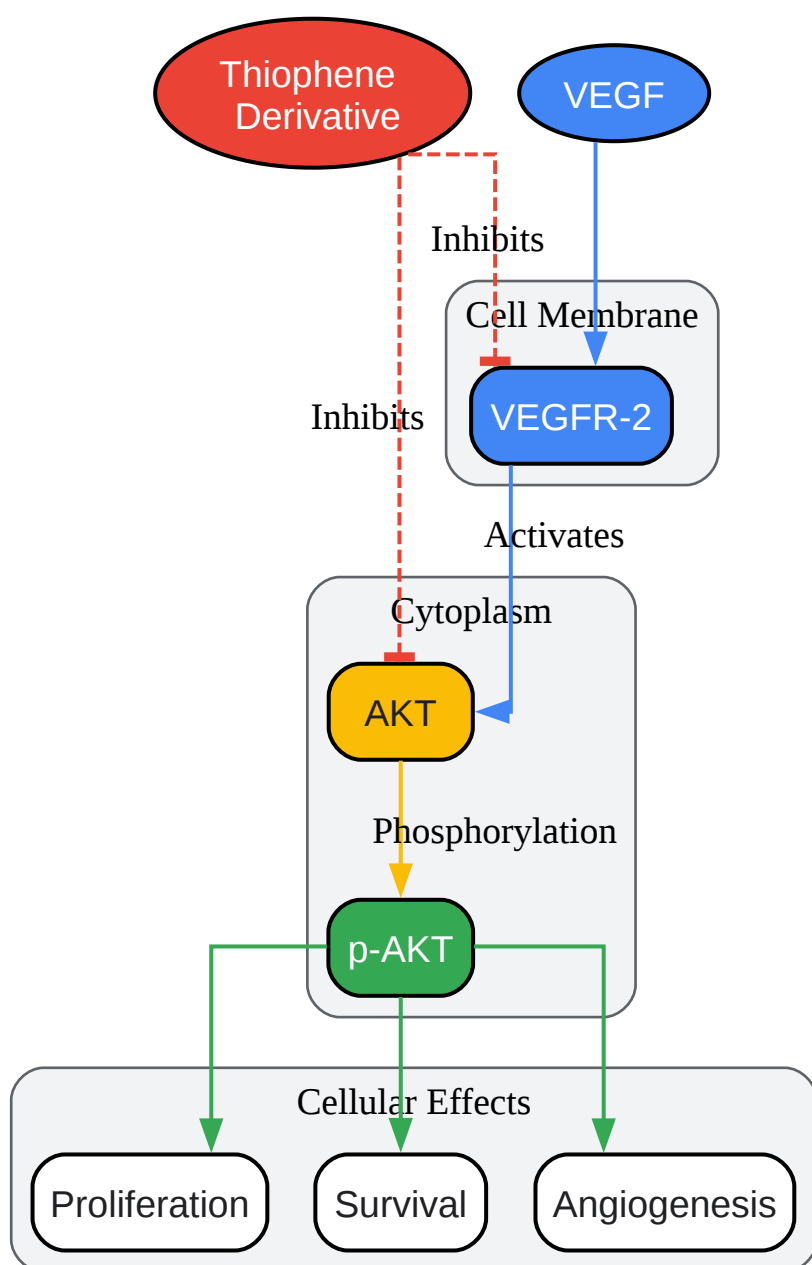 Thiophene
Derivative
VEGF
Inhibits
Cell Membrane
Inhibits
VEGFR-2
Activates
Cytoplasm
AKT
Phosphorylation
p-AKT
Cellular Effects
Proliferation
Survival
Angiogenesis